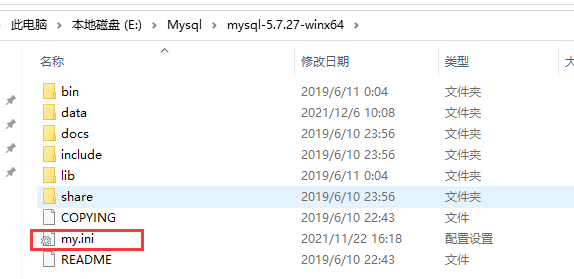 此电脑 › 本地磁盘 (E:) › Mysql › mysql-5.7.27-winx64 ›
名称 修改日期 类型 大
bin 2019/6/11 0:04 文件夹
data 2021/12/6 10:08 文件夹
docs 2019/6/10 23:56 文件夹
include 2019/6/10 23:56 文件夹
lib 2019/6/11 0:04 文件夹
share 2019/6/10 23:56 文件夹
COPYING 2019/6/10 22:43 文件
my.ini 2021/11/22 16:18 配置设置
README 2019/6/10 22:43 文件